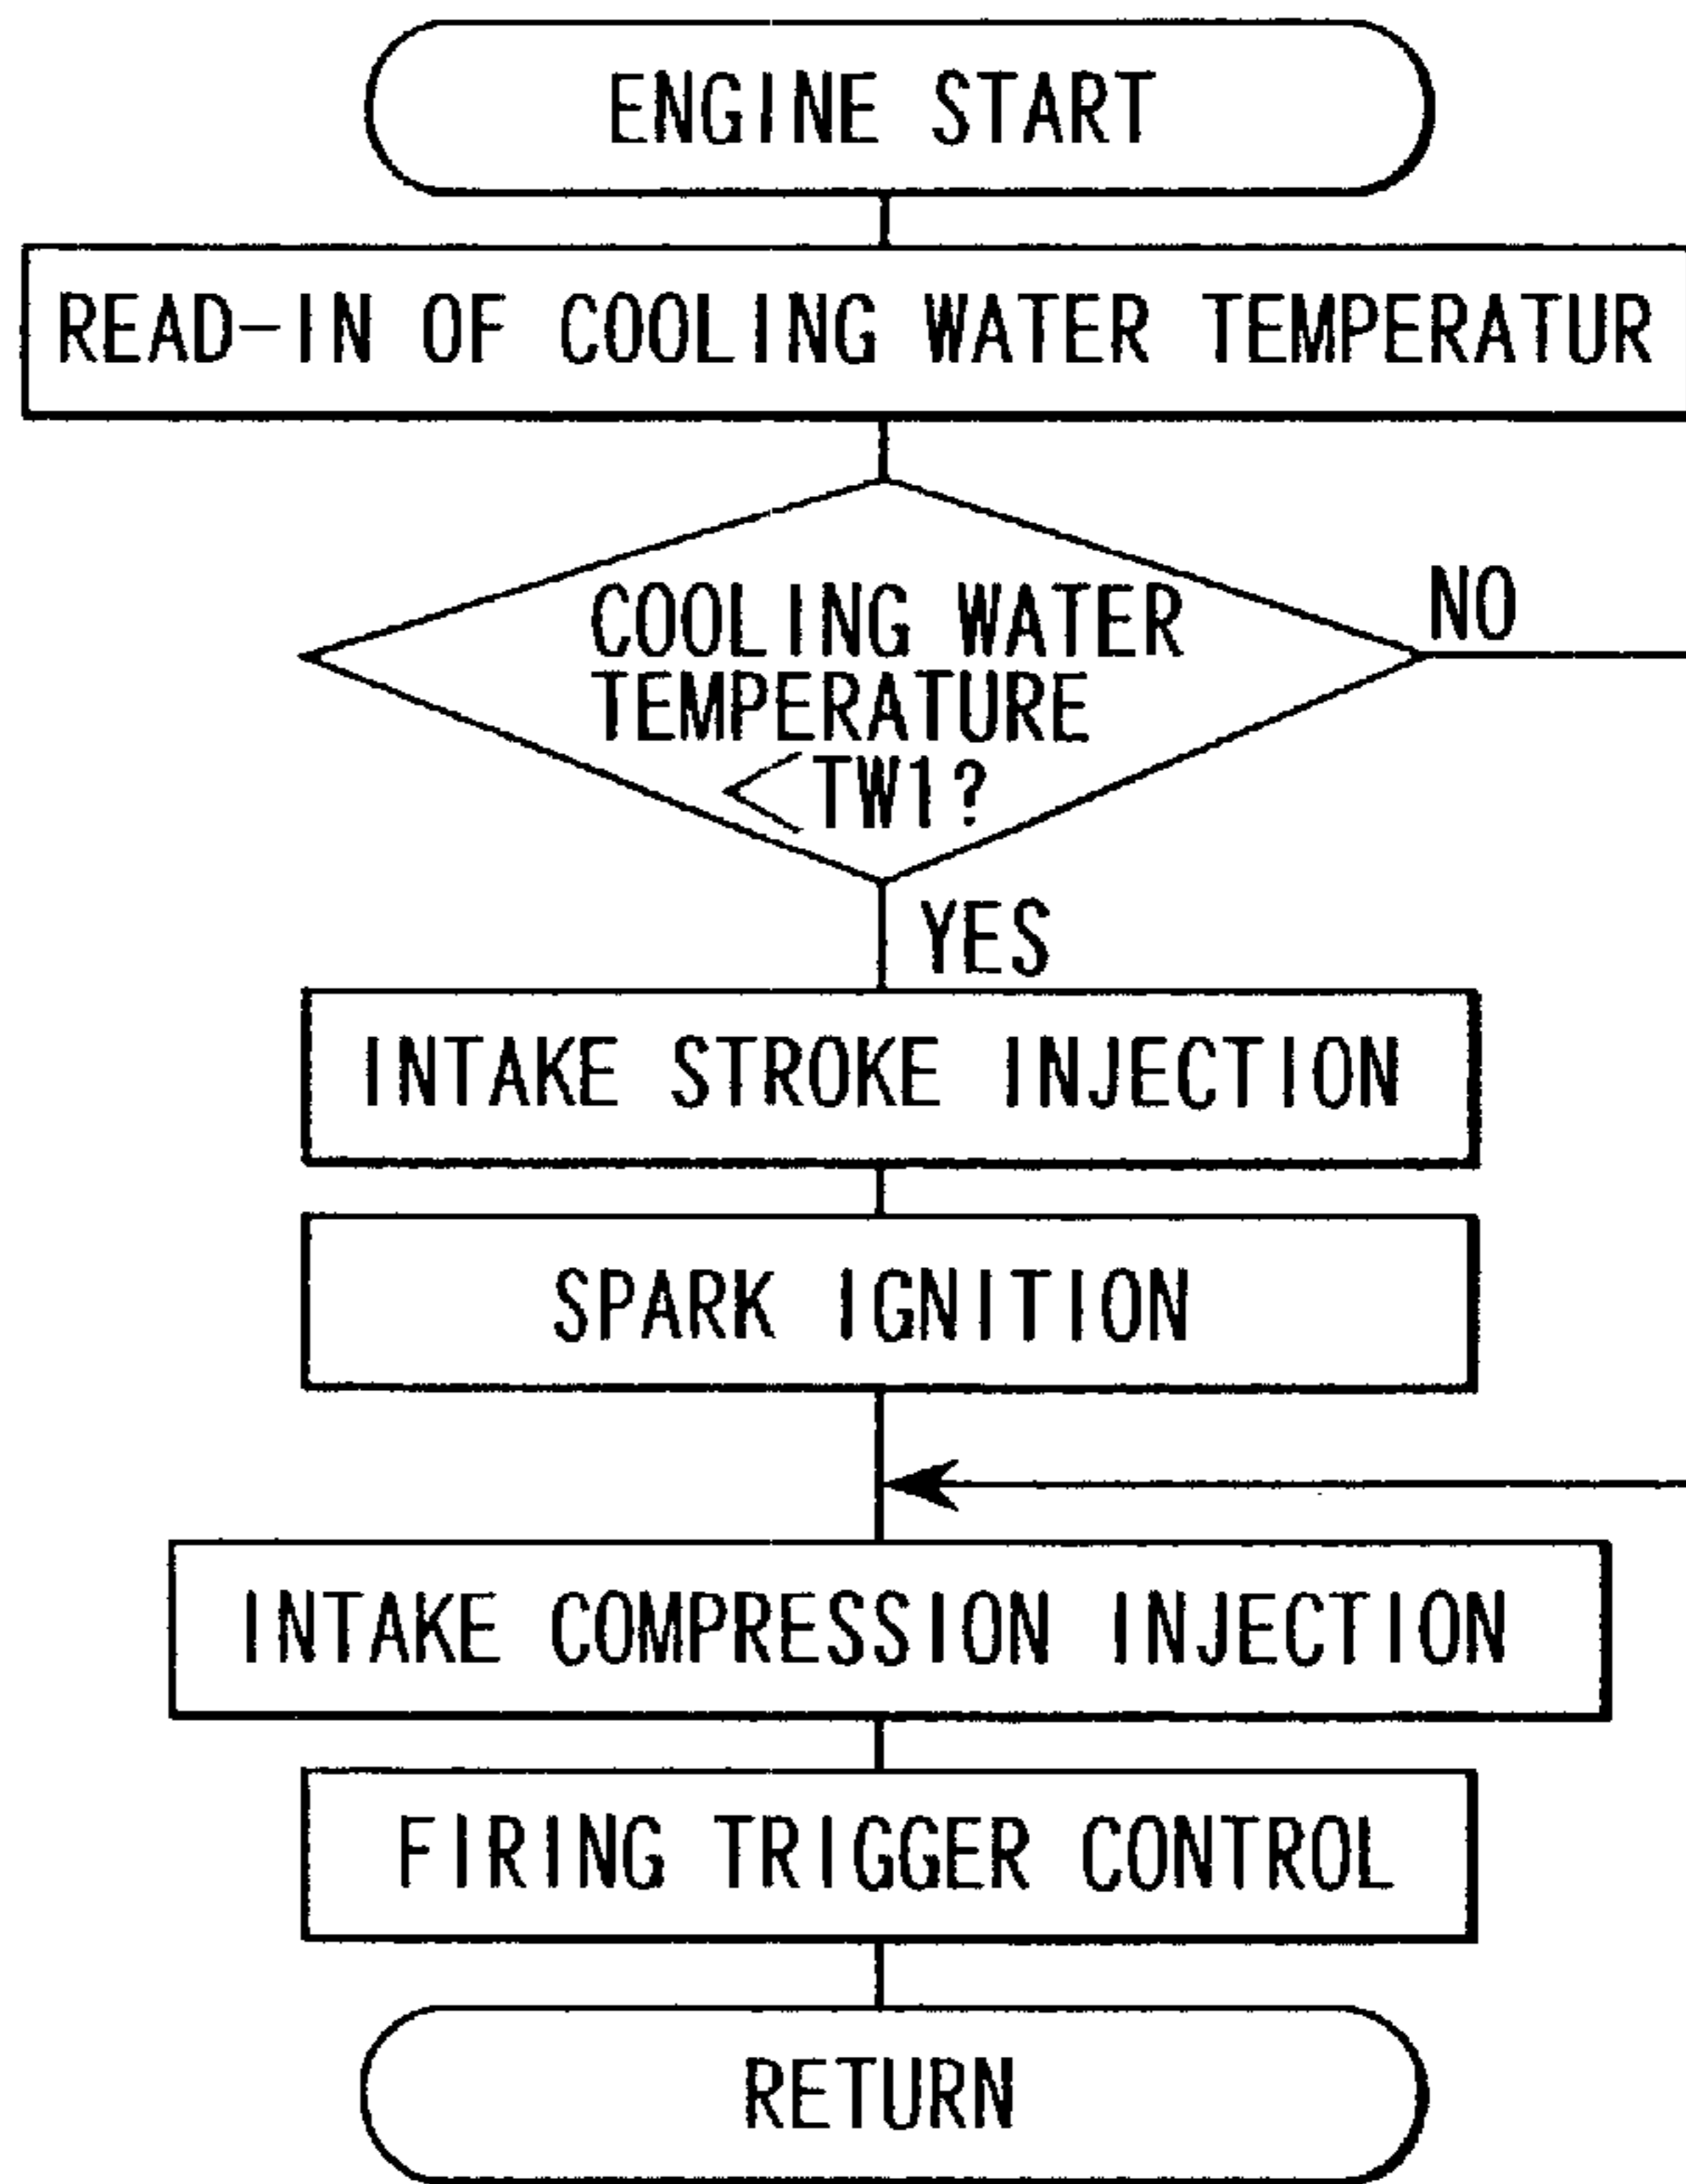 ENGINE START
READ-IN OF COOLING WATER TEMPERATUR
COOLING WATER
TEMPERATURE
<TW1?
NO
YES
INTAKE STROKE INJECTION
SPARK IGNITION
INTAKE COMPRESSION INJECTION
FIRING TRIGGER CONTROL
RETURN